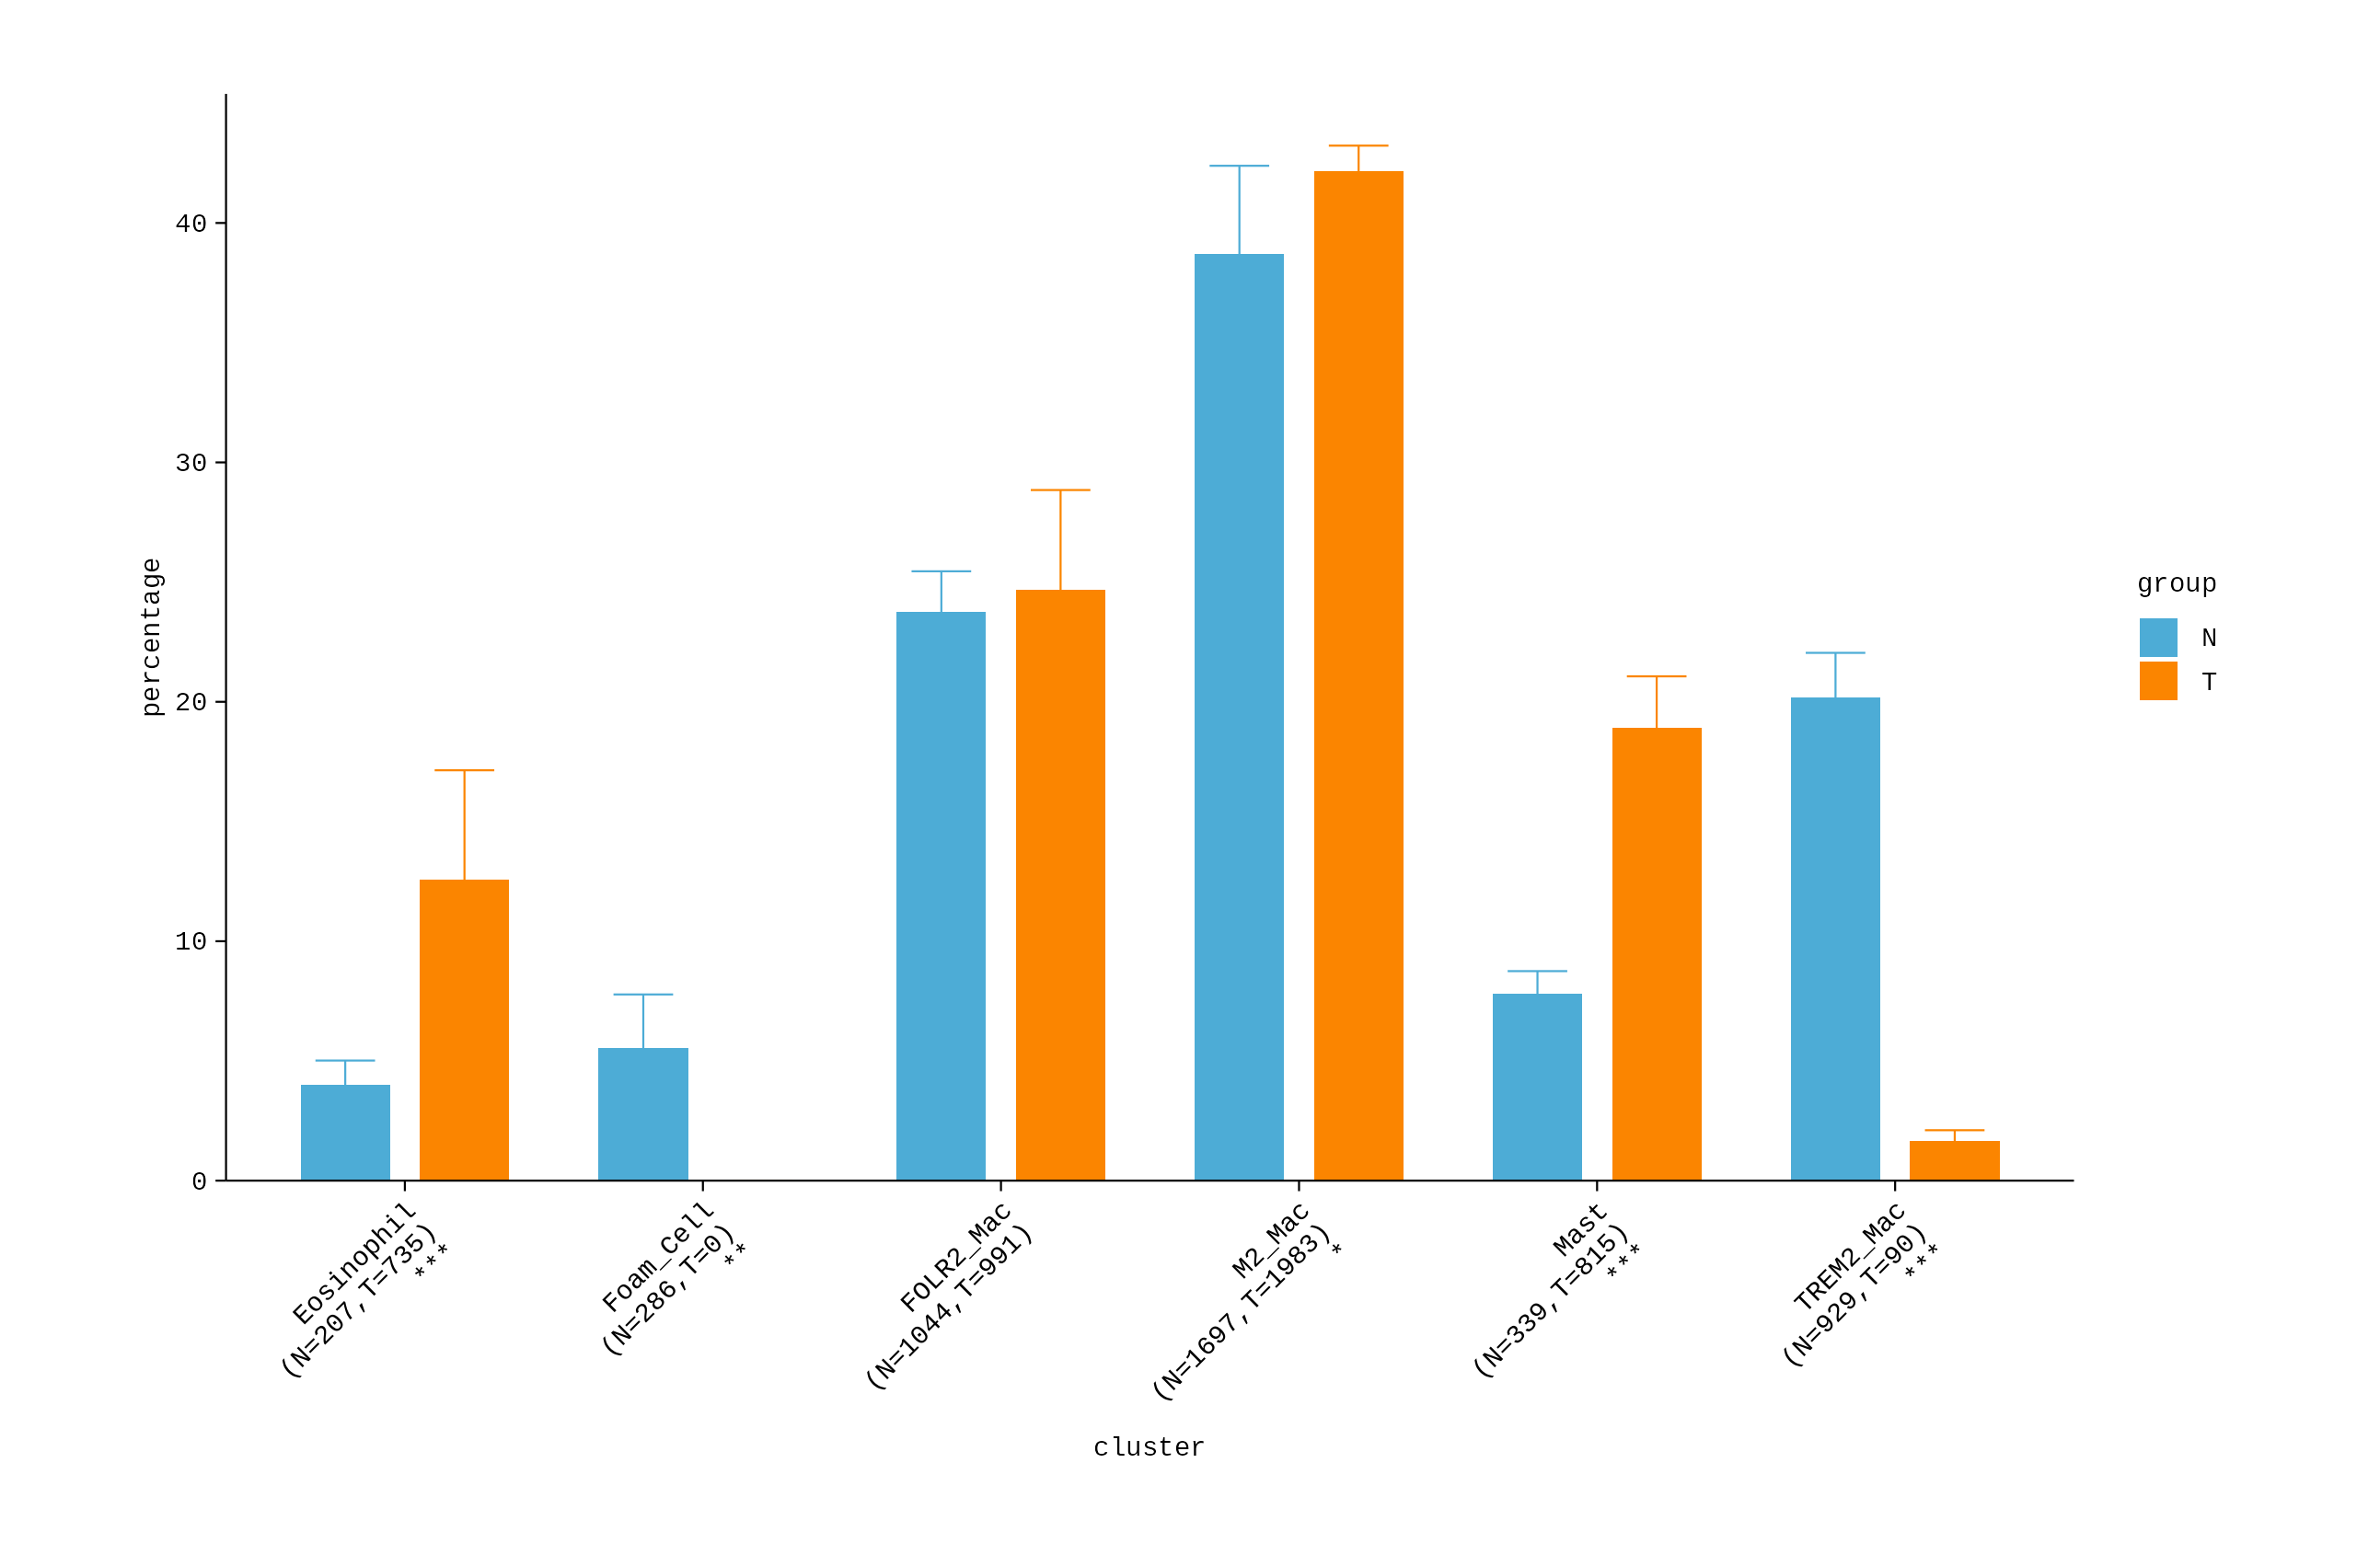 40
30
20
10
0
percentage
Eosinophil
(N=207,T=735)
***
Foam_Cell
(N=286,T=0)
**
FOLR2_Mac
(N=1044,T=991)
M2_Mac
(N=1697,T=1983)
*
Mast
(N=339,T=815)
***
TREM2_Mac
(N=929,T=90)
***
cluster
group
N
T